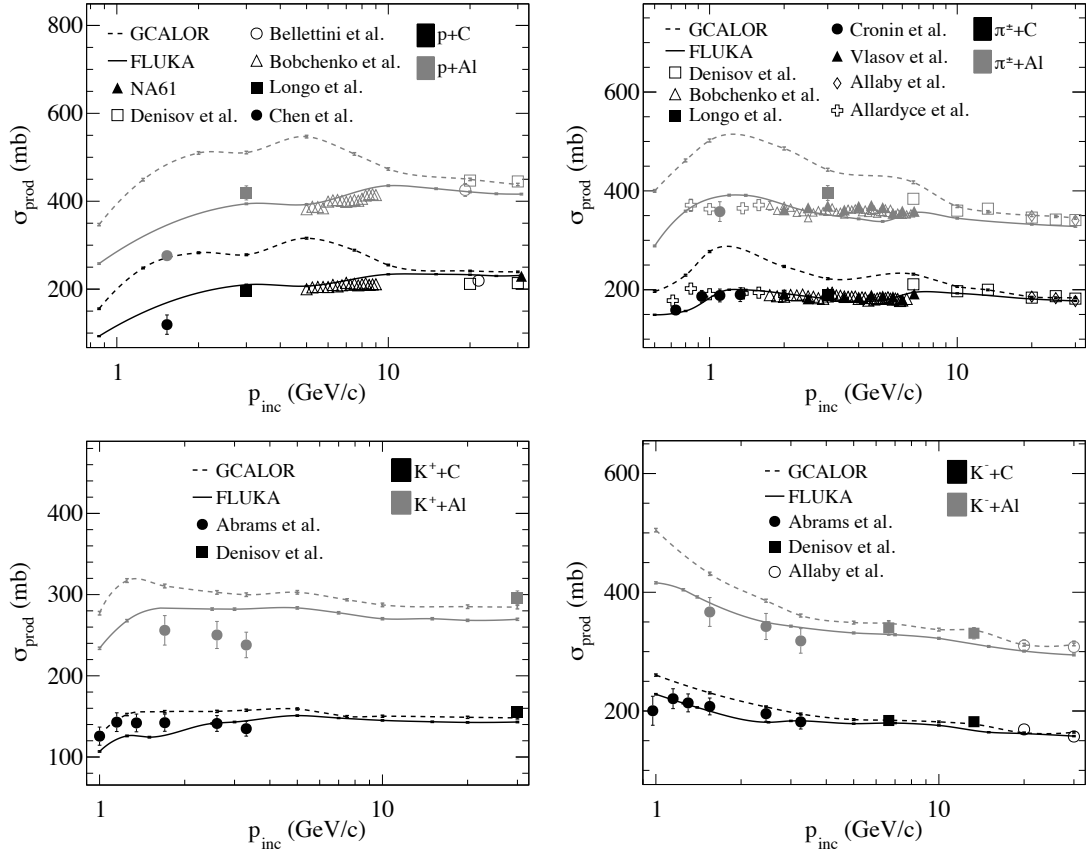 800
600
400
200
σprod (mb)
GCALOR
FLUKA
NA61
Denisov et al.
Bellettini et al.
Bobchenko et al.
Longo et al.
Chen et al.
p+C
p+Al
1
10
pinc (GeV/c)
600
400
200
σprod (mb)
GCALOR
FLUKA
Denisov et al.
Bobchenko et al.
Longo et al.
Cronin et al.
Vlasov et al.
Allaby et al.
Allardyce et al.
π±+C
π±+Al
1
10
pinc (GeV/c)
400
300
200
100
σprod (mb)
GCALOR
FLUKA
Abrams et al.
Denisov et al.
K++C
K++Al
1
10
pinc (GeV/c)
600
400
200
σprod (mb)
GCALOR
FLUKA
Abrams et al.
Denisov et al.
Allaby et al.
K-+C
K-+Al
1
10
pinc (GeV/c)